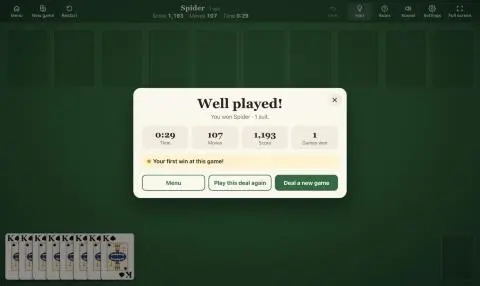 Spider 1 suit
Score 1,193 Moves 107 Time 0:29
Menu
New game
Restart
Undo
Hint
Rules
Sound
Settings
Full screen
Well played!
You won Spider · 1 suit.
0:29
Time
107
Moves
1,193
Score
1
Games won
Your first win at this game!
Menu
Play this deal again
Deal a new game
K K K K K K K K
K